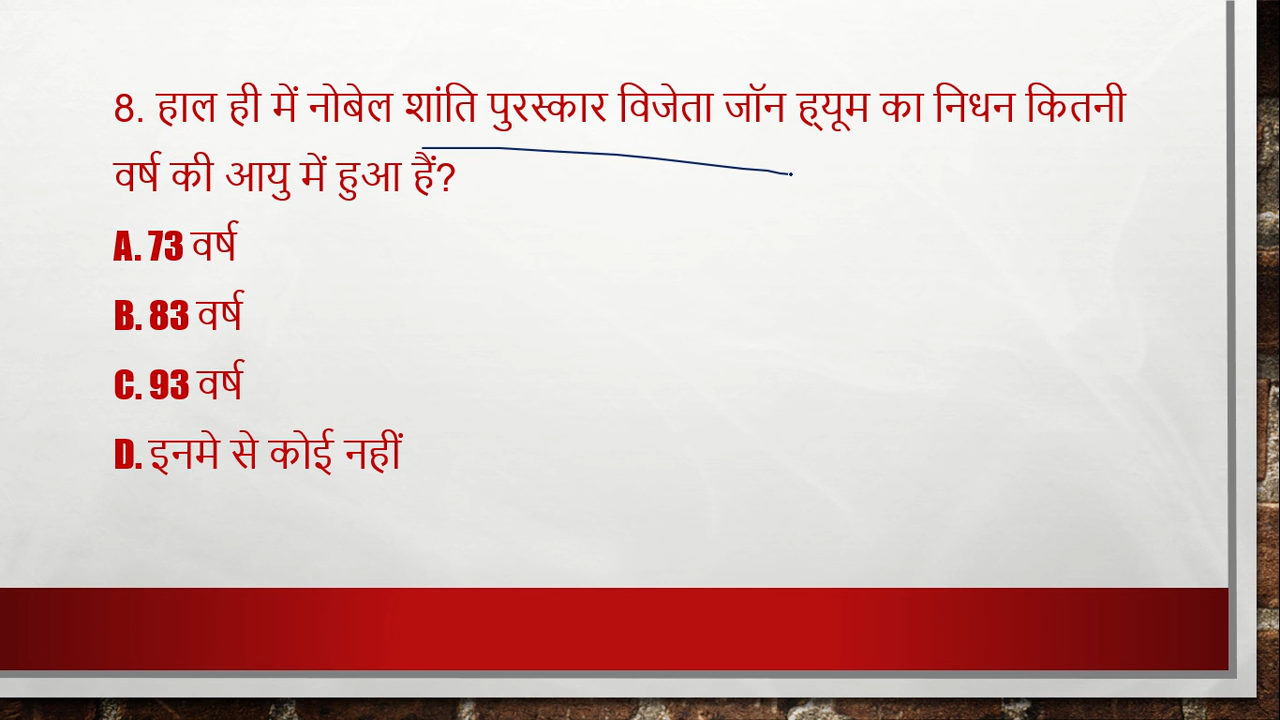 8. हाल ही में नोबेल शांति पुरस्कार विजेता जॉन ह्यूम का निधन कितनी
वर्ष की आयु में हुआ हैं?
A. 73 वर्ष
B. 83 वर्ष
C. 93 वर्ष
D. इनमे से कोई नहीं